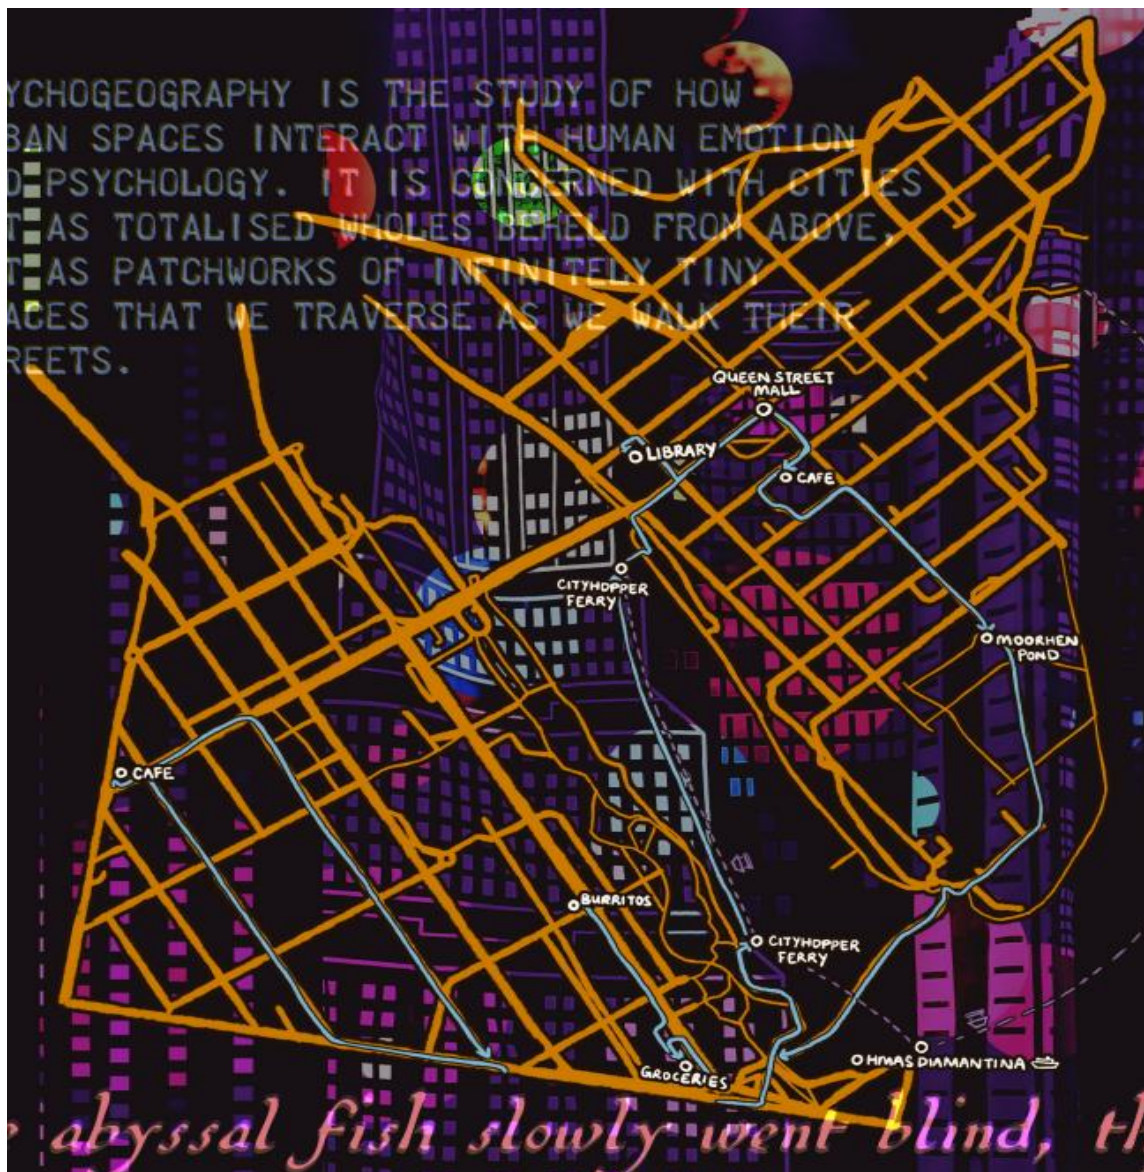 YCHOGEOGRAPHY IS THE STUDY OF HOW
BAN SPACES INTERACT WITH HUMAN EMOTION
D PSYCHOLOGY. IT IS CONCERNED WITH CITIES
T AS TOTALISED WHOLES BEHELD FROM ABOVE,
T AS PATCHWORKS OF INFINITELY TINY
ACES THAT WE TRAVERSE AS WE WALK THEIR
REETS.
QUEEN STREET
MALL
LIBRARY
CAFE
CITYHOPPER
FERRY
MOORHEN
POND
CAFE
BURRITOS
CITYHOPPER
FERRY
HMAS DIAMANTINA
GROCERIES
e abyssal fish slowly went blind, th